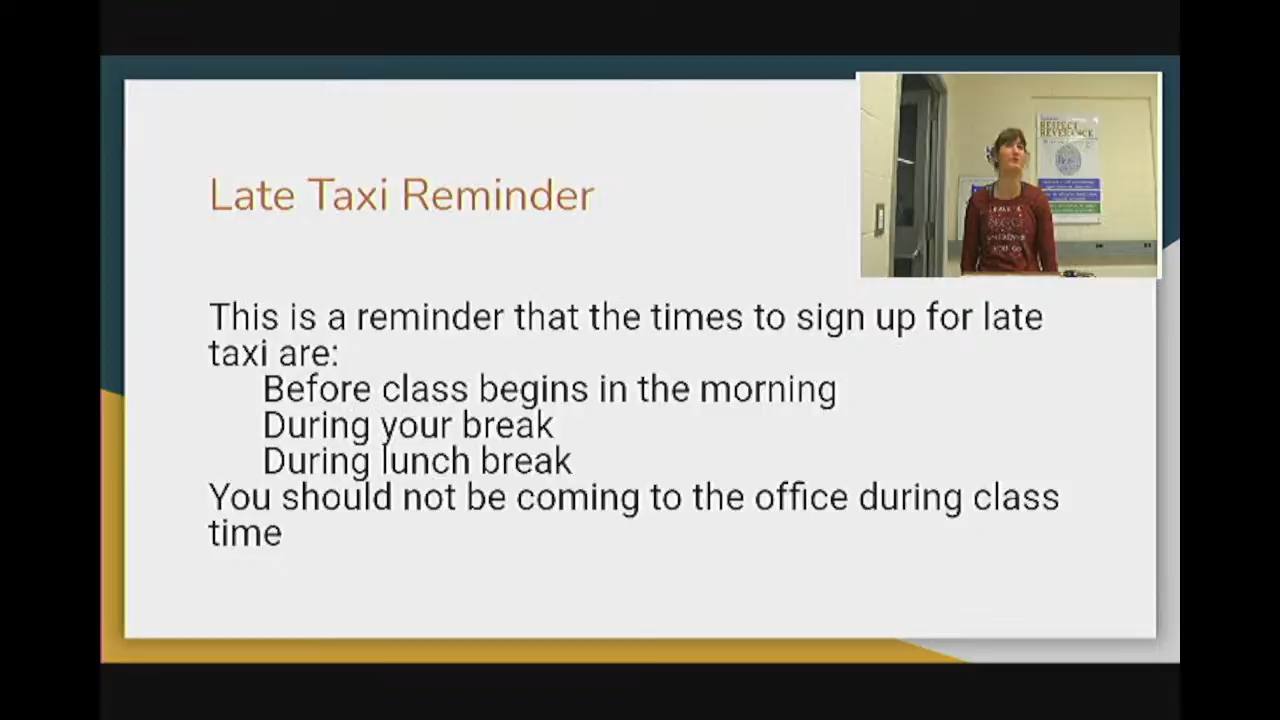 Late Taxi Reminder
RESPECT
REVERENCE
This is a reminder that the times to sign up for late
taxi are:
Before class begins in the morning
During your break
During lunch break
You should not be coming to the office during class
time